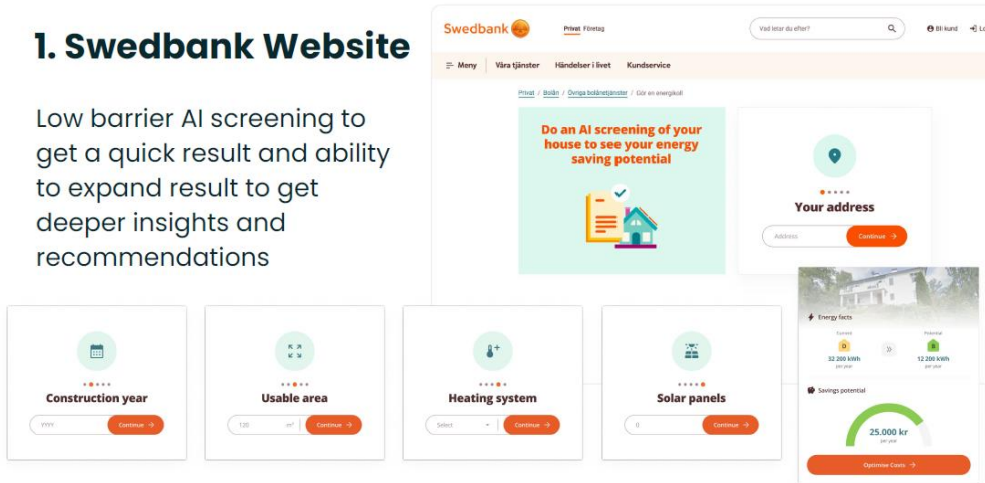 1. Swedbank Website
Low barrier AI screening to
get a quick result and ability
to expand result to get
deeper insights and
recommendations
Swedbank
Privat Företag
Vad letar du efter?
Bli kund
Lo
Meny
Våra tjänster
Händelser i livet
Kundservice
Privat / Bolån / Övriga bolånetjänster / Gör en energikoll
Do an AI screening of your
house to see your energy
saving potential
Your address
Address
Continue →
Construction year
YYYY
Continue →
Usable area
120 m²
Continue →
Heating system
Select
Continue →
Solar panels
0
Continue →
Energy facts
Current
D
32 200 kWh
per year
Potential
B
12 200 kWh
per year
Savings potential
25.000 kr
per year
Optimise Costs →